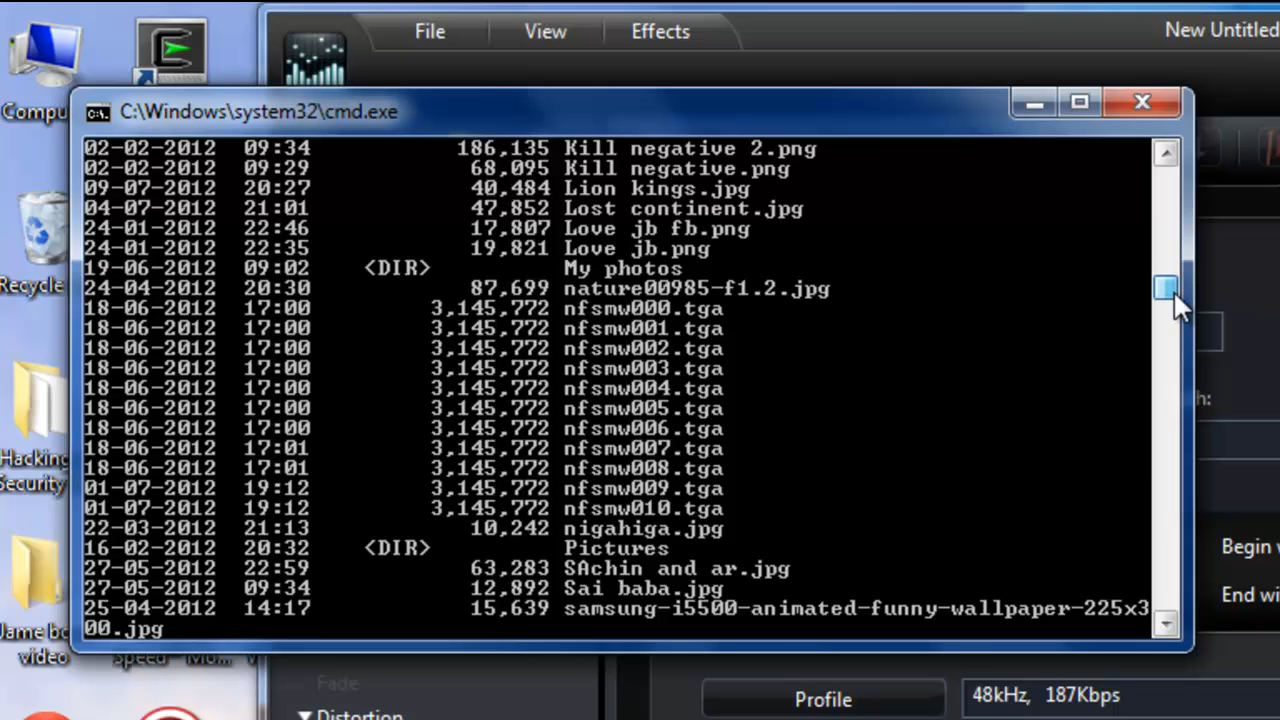 File View Effects New Untitled
Compu
C:\Windows\system32\cmd.exe
02-02-2012 09:34 186,135 Kill negative 2.png
02-02-2012 09:29 68,095 Kill negative.png
09-07-2012 20:27 40,484 Lion kings.jpg
04-07-2012 21:01 47,852 Lost continent.jpg
24-01-2012 22:46 17,807 Love jb fb.png
24-01-2012 22:35 19,821 Love jb.png
19-06-2012 09:02 <DIR> My photos
24-04-2012 20:30 87,699 nature00985-f1.2.jpg
18-06-2012 17:00 3,145,772 nfsmw000.tga
18-06-2012 17:00 3,145,772 nfsmw001.tga
18-06-2012 17:00 3,145,772 nfsmw002.tga
18-06-2012 17:00 3,145,772 nfsmw003.tga
18-06-2012 17:00 3,145,772 nfsmw004.tga
18-06-2012 17:00 3,145,772 nfsmw005.tga
18-06-2012 17:00 3,145,772 nfsmw006.tga
18-06-2012 17:01 3,145,772 nfsmw007.tga
18-06-2012 17:01 3,145,772 nfsmw008.tga
01-07-2012 19:12 3,145,772 nfsmw009.tga
01-07-2012 19:12 3,145,772 nfsmw010.tga
22-03-2012 21:13 10,242 nigahiga.jpg
16-02-2012 20:32 <DIR> Pictures
27-05-2012 22:59 63,283 SAchin and ar.jpg
27-05-2012 09:34 12,892 Sai baba.jpg
25-04-2012 14:17 15,639 samsung-i5500-animated-funny-wallpaper-225x3
00.jpg
Recycle
Hacking
Security
Jame bo
video
Speed
h:
Begin
End wi
Fade
Distortion
Profile 48kHz, 187Kbps